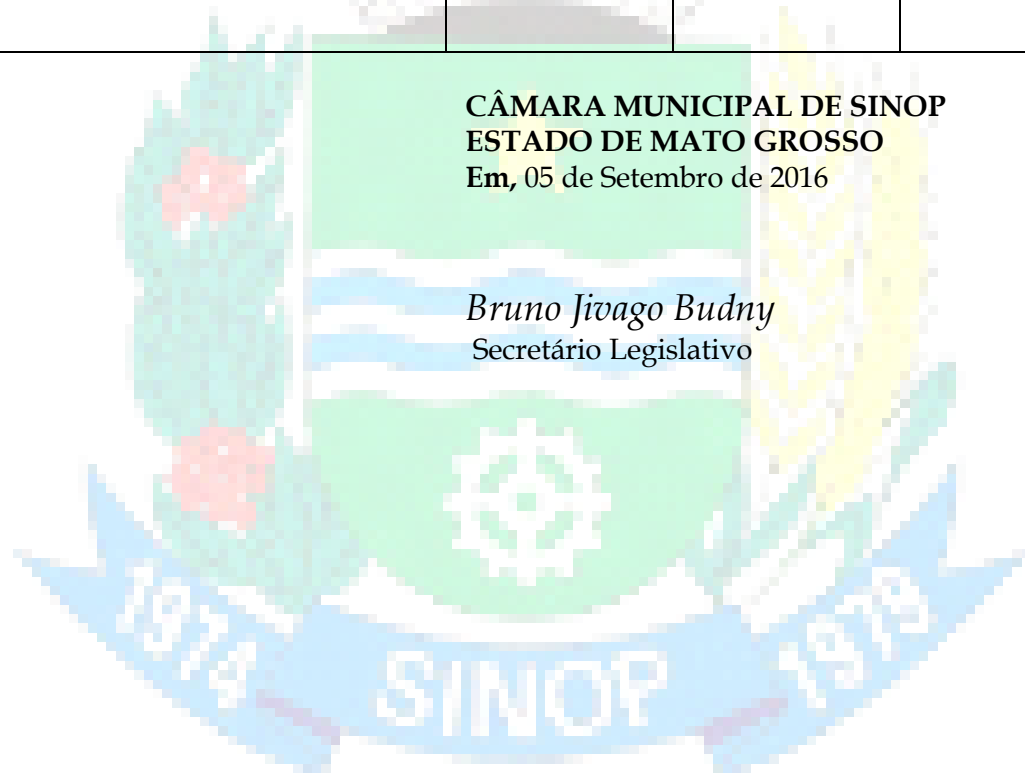 CÂMARA MUNICIPAL DE SINOP
ESTADO DE MATO GROSSO
Em, 05 de Setembro de 2016
Bruno Jivago Budny
Secretário Legislativo
1974
SINOP
1979